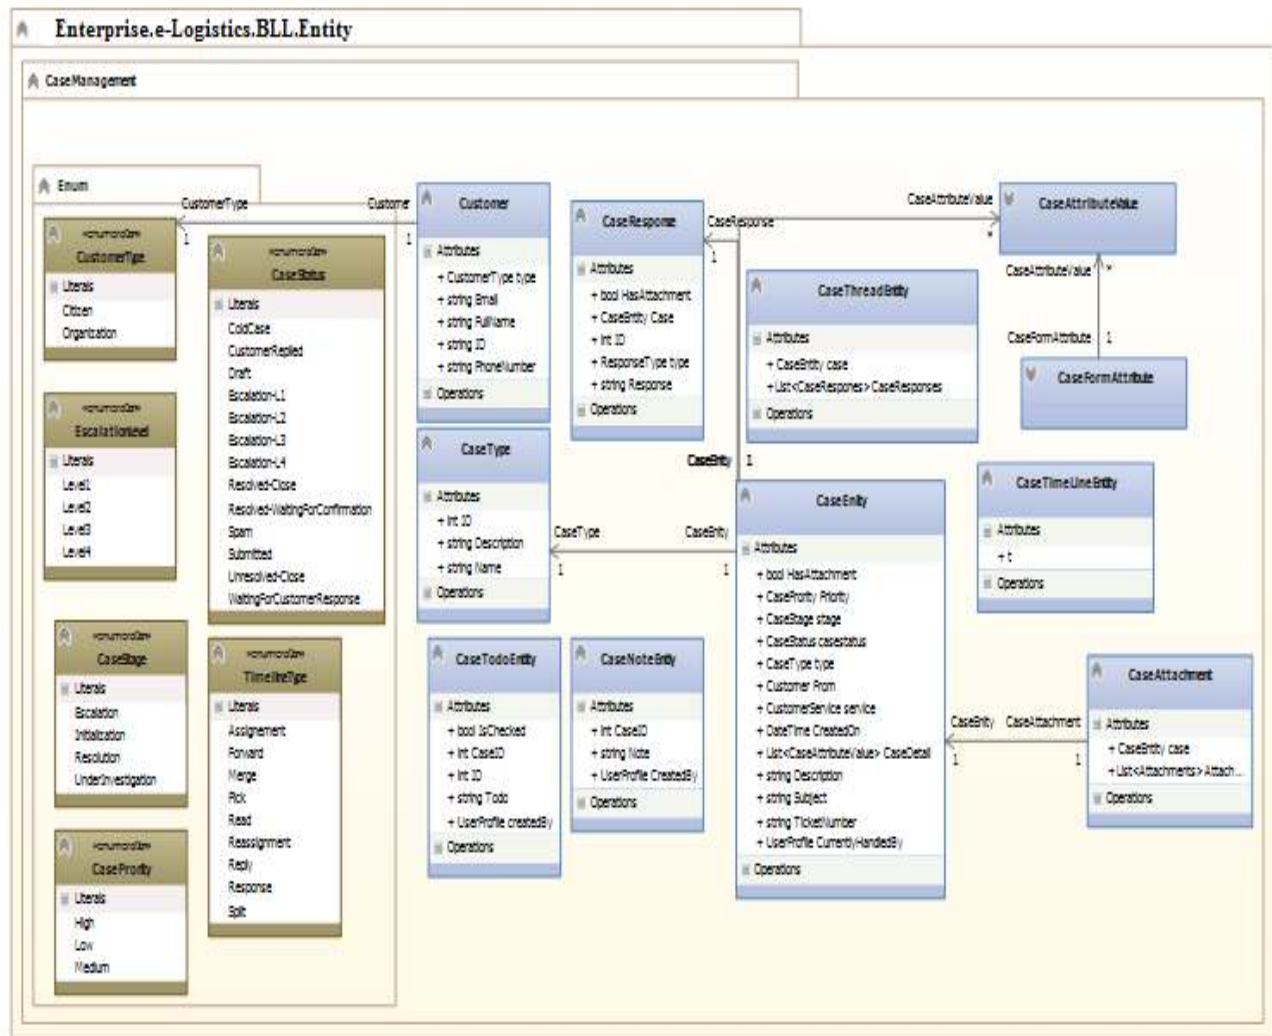 Enterprise.e-Logistics.BLL.Entity
CaseManagement
Enum
CustomerType
1
Customer
1
«enumeration»
CustomerType
Literals
Citizen
Organization
«enumeration»
EscalationLevel
Literals
Level1
Level2
Level3
Level4
«enumeration»
CaseStage
Literals
Escalation
Initialization
Resolution
UnderInvestigation
«enumeration»
CasePriority
Literals
High
Low
Medium
«enumeration»
CaseStatus
Literals
ColdCase
CustomerReplied
Draft
Escalation-L1
Escalation-L2
Escalation-L3
Escalation-L4
Resolved-Close
Resolved-WaitingForConfirmation
Spam
Submitted
Unresolved-Close
WaitingForCustomerResponse
«enumeration»
TimelineType
Literals
Assignement
Forward
Merge
Pick
Read
Reassignment
Reply
Response
Split
Customer
Attributes
+ CustomerType type
+ string Email
+ string FullName
+ string ID
+ string PhoneNumber
Operations
CaseType
Attributes
+ int ID
+ string Description
+ string Name
Operations
CaseTodoEntity
Attributes
+ bool IsChecked
+ int CaseID
+ int ID
+ string Todo
+ UserProfile createdBy
Operations
CaseResponse
Attributes
+ bool HasAttachment
+ CaseEntity Case
+ int ID
+ ResponseType type
+ string Response
Operations
CaseNoteEntity
Attributes
+ int CaseID
+ string Note
+ UserProfile CreatedBy
Operations
CaseResponse
1
CaseAttributeValue
*
CaseThreadEntity
Attributes
+ CaseEntity case
+List<CaseRespones> CaseResponses
Operations
CaseEntity 1
CaseType
1
CaseEntity
1
CaseEnity
Attributes
+ bool HasAttachment
+ CasePriority Priority
+ CaseStage stage
+ CaseStatus casestatus
+ CaseType type
+ Customer From
+ CustomerService service
+ DateTime CreatedOn
+ List<CaseAttributeValue> CaseDetail
+ string Description
+ string Subject
+ string TicketNumber
+ UserProfile CurrentlyHandledBy
Operations
CaseAttributeValue
CaseAttributeValue *
CaseFormAttribute 1
CaseFormAttribute
CaseTimeLineEntity
Attributes
+ t
Operations
CaseEntity
1
CaseAttachment
1
CaseAttachment
Attributes
+ CaseEntity case
+List<Attachments> Attach...
Operations